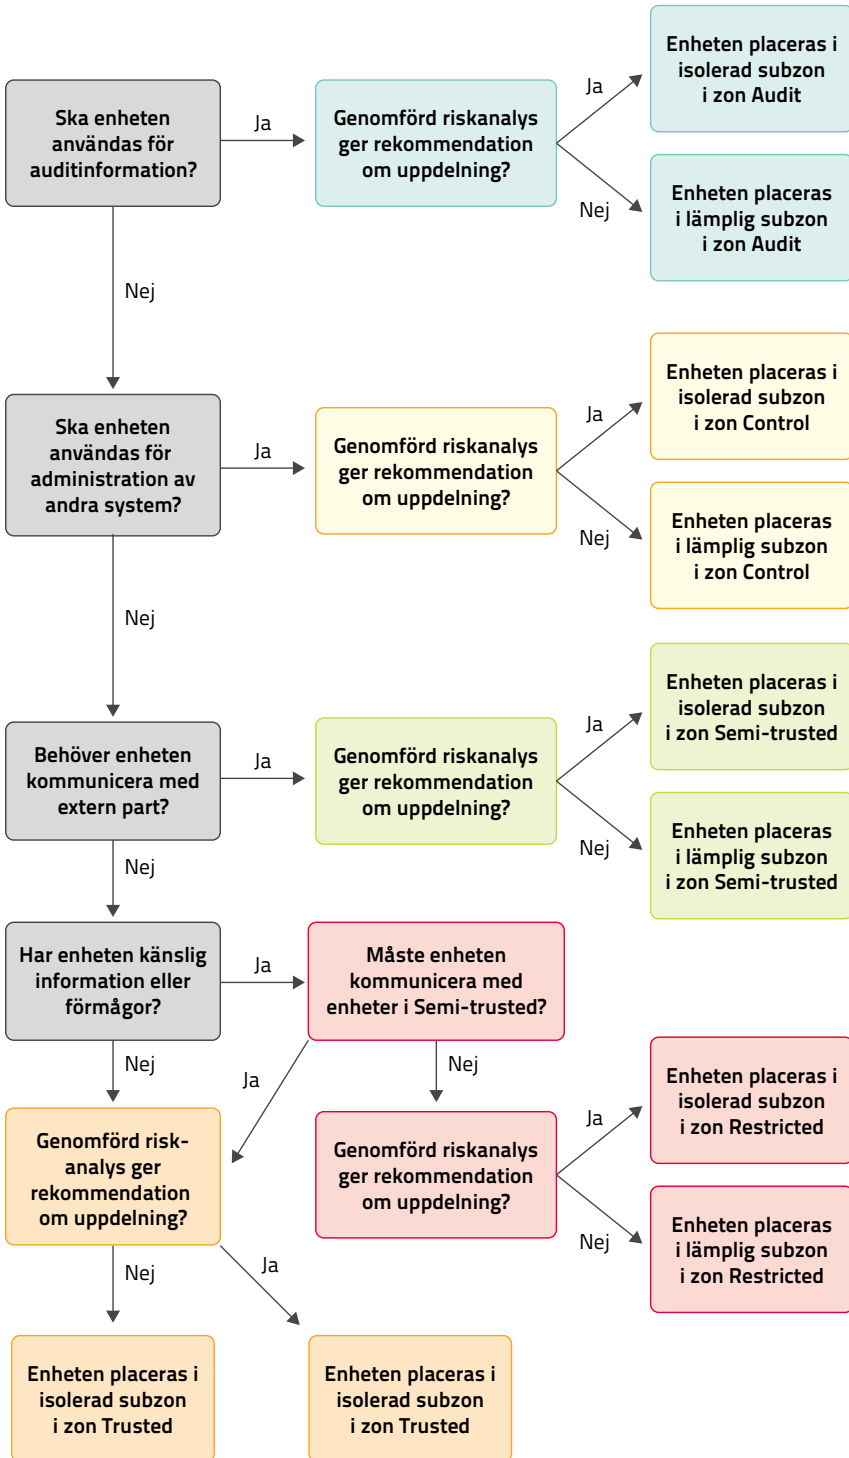 Ska enheten
användas för
auditinformation?
Ja
Genomförd riskanalys
ger rekommendation
om uppdelning?
Ja
Enheten placeras i
isolerad subzon
i zon Audit
Nej
Enheten placeras
i lämplig subzon
i zon Audit
Nej
Ska enheten
användas för
administration av
andra system?
Ja
Genomförd riskanalys
ger rekommendation
om uppdelning?
Ja
Enheten placeras i
isolerad subzon
i zon Control
Nej
Enheten placeras
i lämplig subzon
i zon Control
Nej
Behöver enheten
kommunicera med
extern part?
Ja
Genomförd riskanalys
ger rekommendation
om uppdelning?
Ja
Enheten placeras i
isolerad subzon
i zon Semi-trusted
Nej
Enheten placeras
i lämplig subzon
i zon Semi-trusted
Nej
Har enheten känslig
information eller
förmågor?
Ja
Måste enheten
kommunicera med
enheter i Semi-trusted?
Nej
Ja
Nej
Genomförd risk-
analys ger
rekommendation
om uppdelning?
Genomförd riskanalys
ger rekommendation
om uppdelning?
Ja
Enheten placeras i
isolerad subzon
i zon Restricted
Nej
Enheten placeras
i lämplig subzon
i zon Restricted
Nej
Ja
Enheten placeras i
isolerad subzon
i zon Trusted
Enheten placeras i
isolerad subzon
i zon Trusted